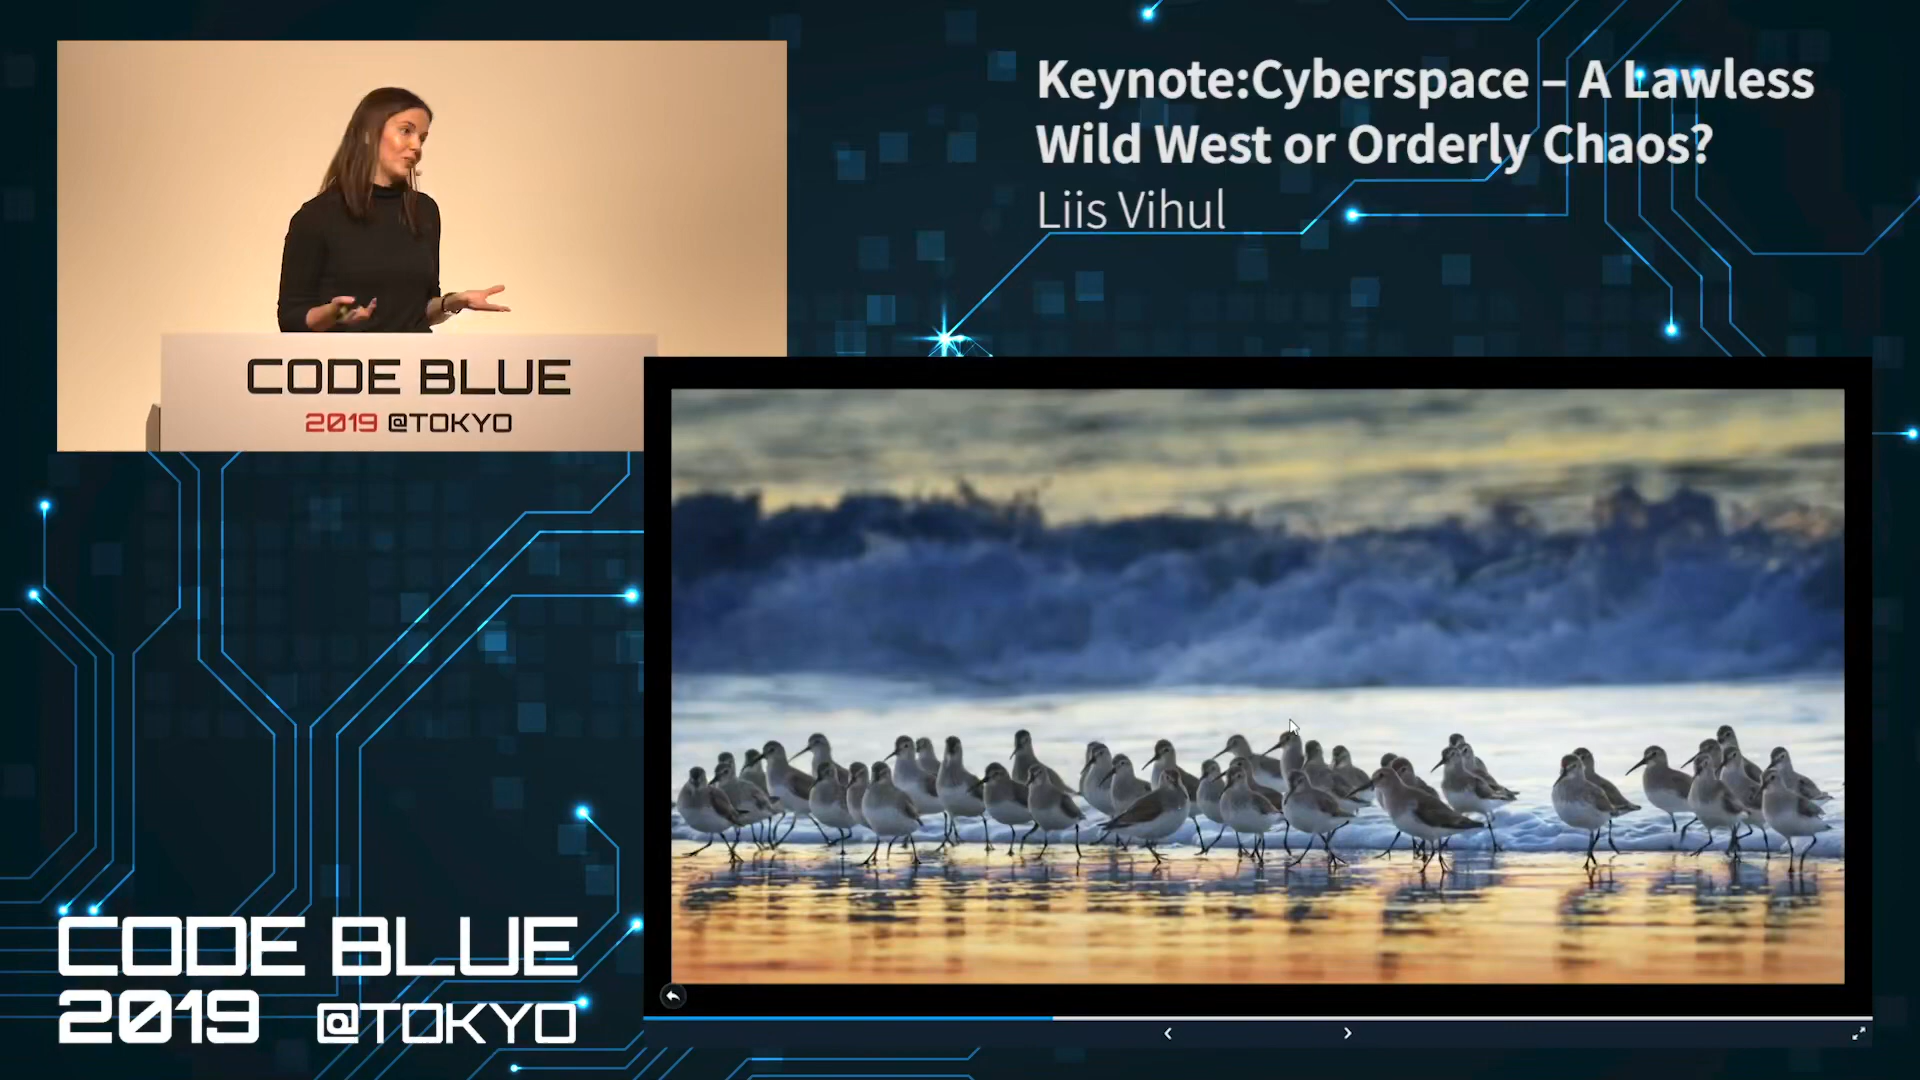 Keynote:Cyberspace – A Lawless
Wild West or Orderly Chaos?
Liis Vihul
CODE BLUE
2019 @TOKYO
CODE BLUE
2019 @TOKYO